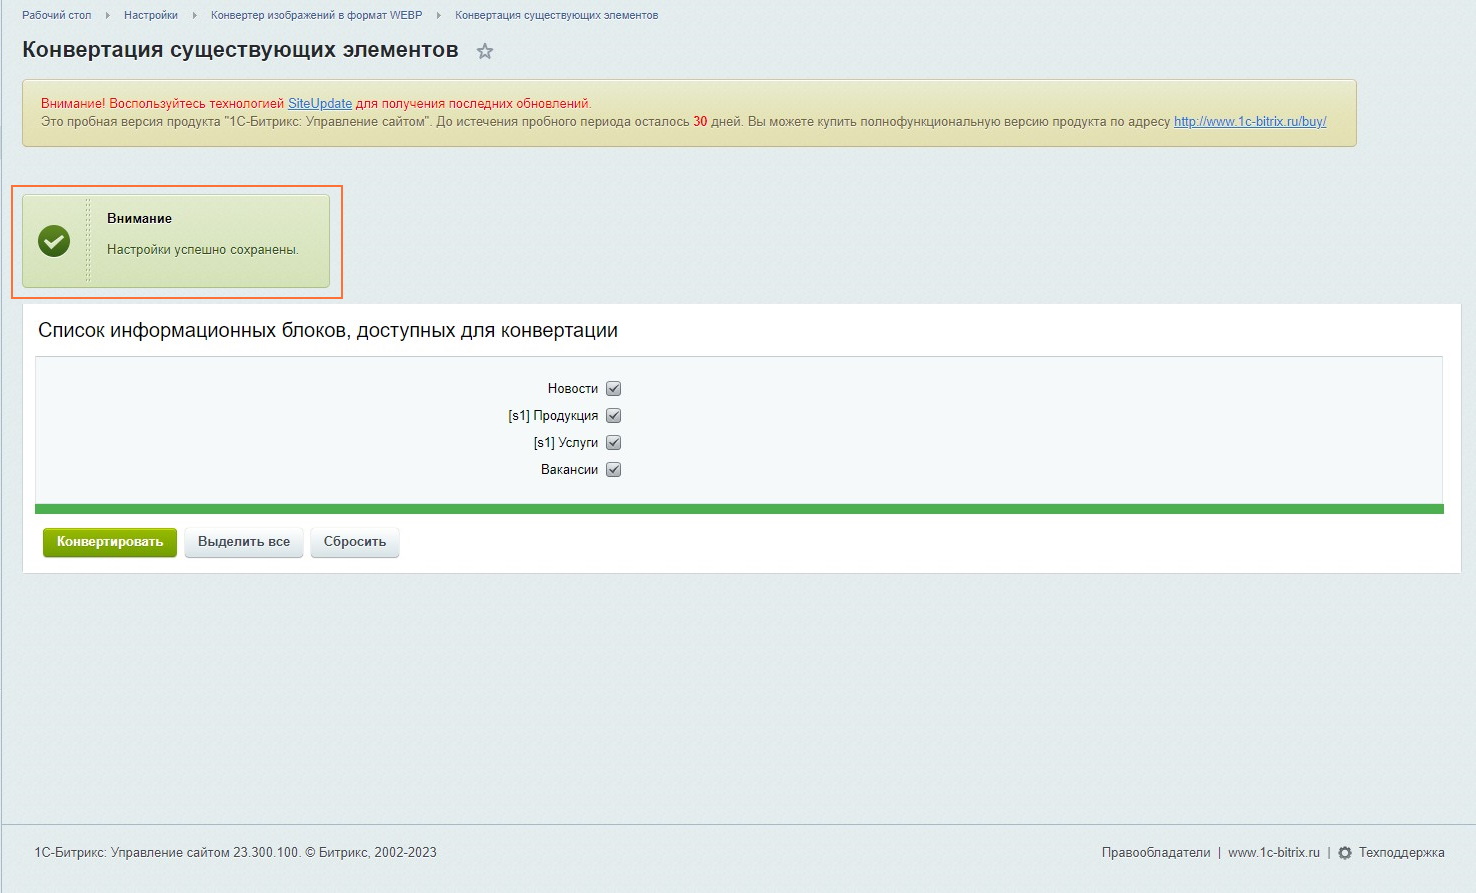 Рабочий стол Настройки Конвертер изображений в формат WEBP Конвертация существующих элементов
Конвертация существующих элементов
Внимание! Воспользуйтесь технологией SiteUpdate для получения последних обновлений.
Это пробная версия продукта "1С-Битрикс: Управление сайтом". До истечения пробного периода осталось 30 дней. Вы можете купить полнофункциональную версию продукта по адресу http://www.1c-bitrix.ru/buy/
Внимание
Настройки успешно сохранены.
Список информационных блоков, доступных для конвертации
Новости
[s1] Продукция
[s1] Услуги
Вакансии
Конвертировать Выделить все Сбросить
1С-Битрикс: Управление сайтом 23.300.100. © Битрикс, 2002-2023 Правообладатели | www.1c-bitrix.ru | Техподдержка